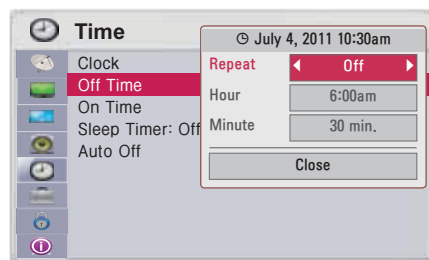 Time
Clock
Off Time
On Time
Sleep Timer: Off
Auto Off
July 4, 2011 10:30am
Repeat Off
Hour 6:00am
Minute 30 min.
Close